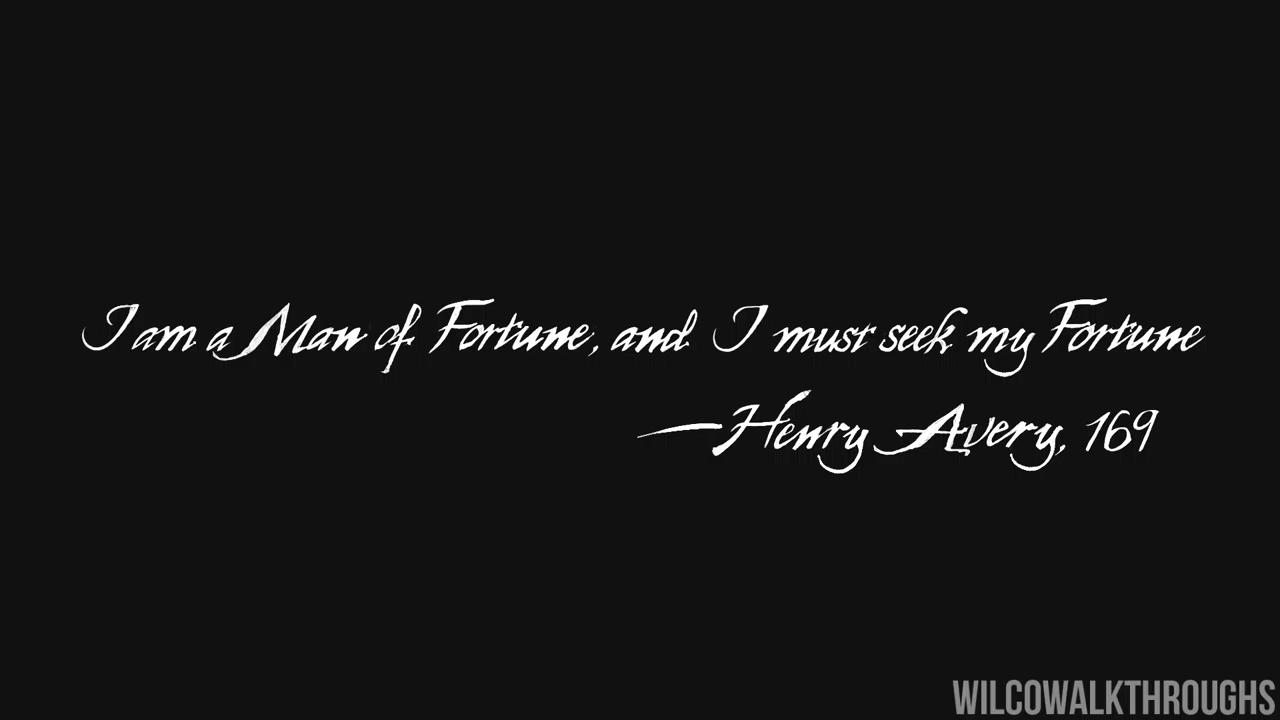 I am a Man of Fortune, and I must seek my Fortune
—Henry Avery, 169
WILCOWALKTHROUGHS